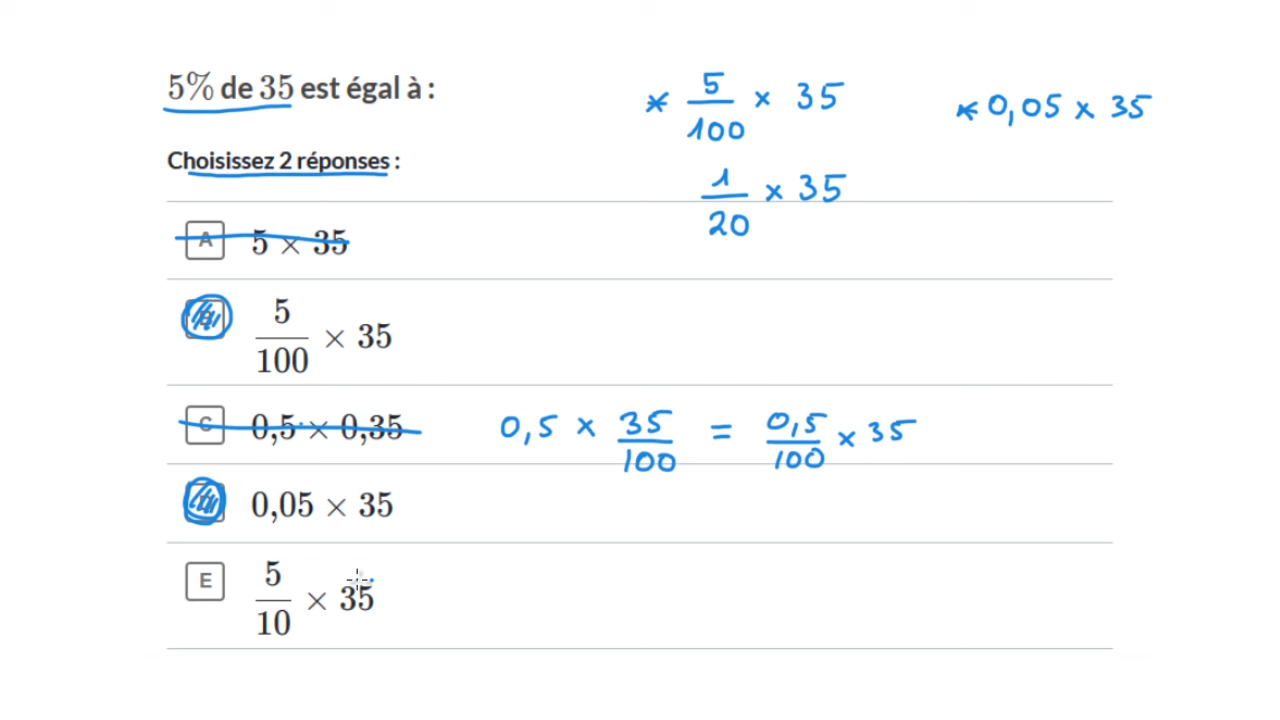 5% de 35 est égal à :
* 5/100 × 35
* 0,05 × 35
Choisissez 2 réponses :
1/20 × 35
A 5 × 35
5/100 × 35
C 0,5 × 0,35
0,5 × 35/100 = 0,5/100 × 35
0,05 × 35
E 5/10 × 35